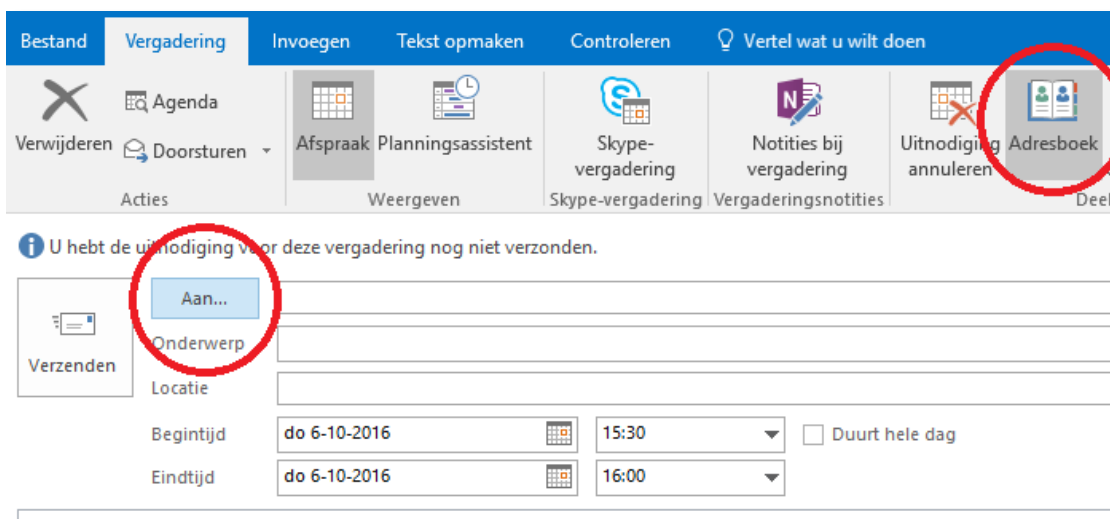 Bestand Vergadering Invoegen Tekst opmaken Controleren Vertel wat u wilt doen
Verwijderen
Agenda
Doorsturen
Afspraak
Planningsassistent
Skype-
vergadering
Notities bij
vergadering
Uitnodiging
annuleren
Adresboek
Acties Weergeven Skype-vergadering Vergaderingsnotities
U hebt de uitnodiging voor deze vergadering nog niet verzonden.
Verzenden
Aan...
Onderwerp
Locatie
Begintijd do 6-10-2016 15:30 Duurt hele dag
Eindtijd do 6-10-2016 16:00